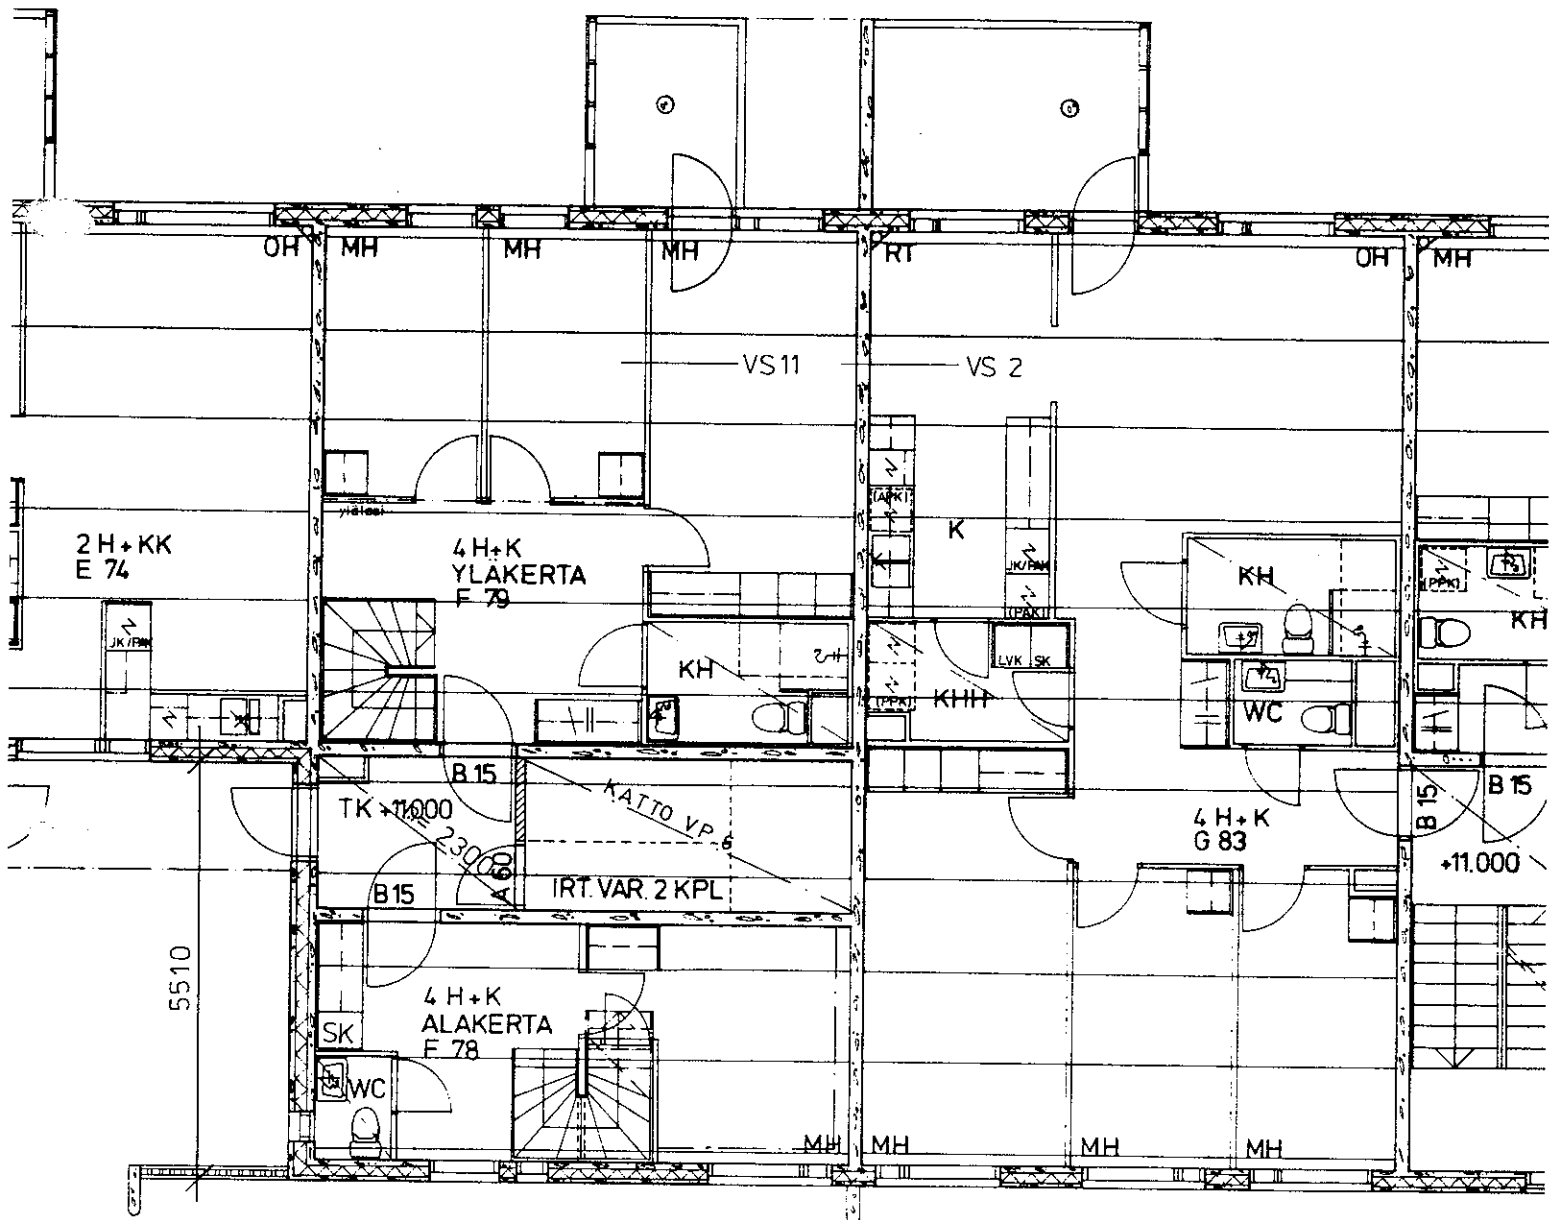 OH
MH
MH
MH
RT
OH
MH
VS 11
VS 2
(APK)
K
JK/PAK
(PAK)
ylälasi
2 H + KK
E 74
4 H + K
YLÄKERTA
F 79
JK/PAK
KH
KH
(PPK)
KH
LVK SK
(PPK)
KHH
WC
B 15
TK +11.000
H= 2300
KATTO VP 6
A 60
B 15
IRT. VAR. 2 KPL
4 H + K
G 83
B 15
B 15
+11.000
5510
4 H + K
ALAKERTA
F 78
SK
WC
MH
MH
MH
MH